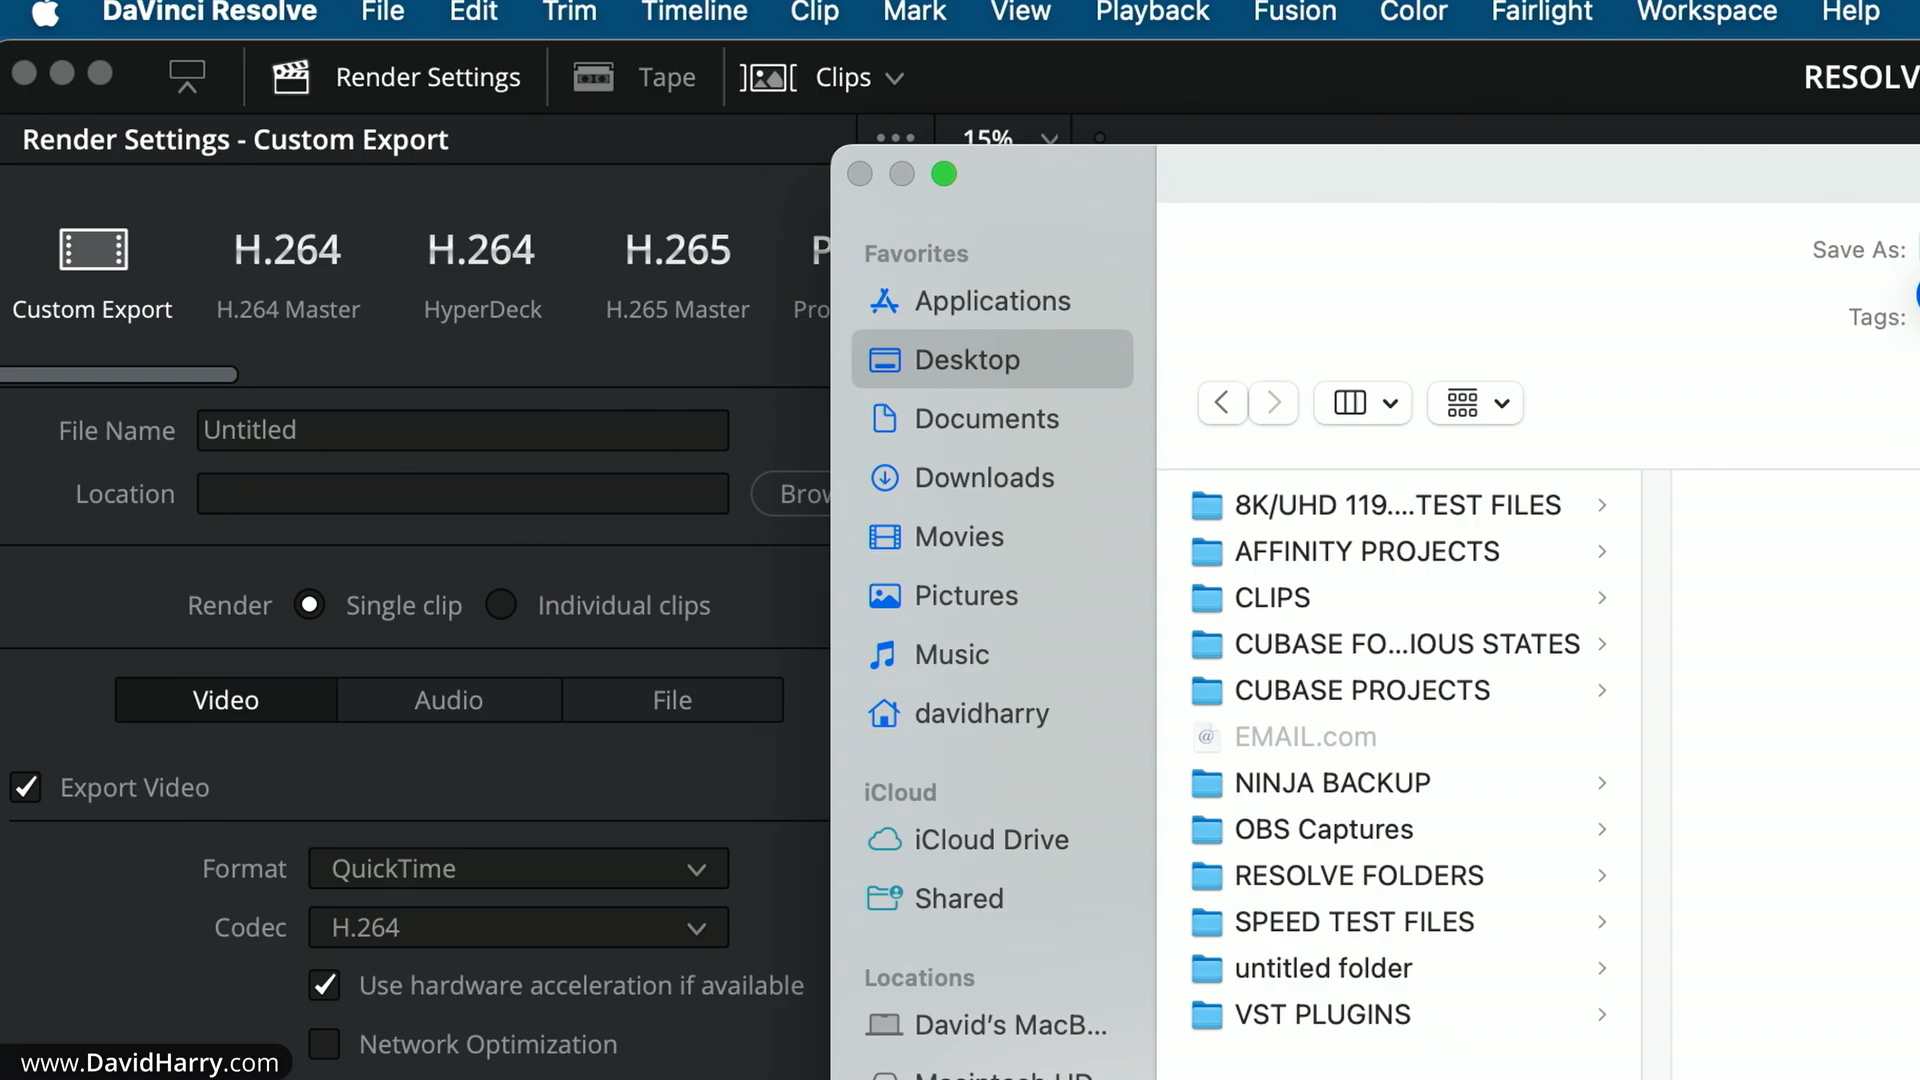 DaVinci Resolve File Edit Trim Timeline Clip Mark View Playback Fusion Color Fairlight Workspace Help
Render Settings Tape Clips RESOLV
Render Settings - Custom Export 15%
H.264 H.264 H.265 P
Custom Export H.264 Master HyperDeck H.265 Master Pro
File Name Untitled
Location Brow
Render Single clip Individual clips
Video Audio File
Export Video
Format QuickTime
Codec H.264
Use hardware acceleration if available
Network Optimization
www.DavidHarry.com
Favorites
Applications
Desktop
Documents
Downloads
Movies
Pictures
Music
davidharry
iCloud
iCloud Drive
Shared
Locations
David's MacB...
Macintosh HD
Save As:
Tags:
8K/UHD 119....TEST FILES
AFFINITY PROJECTS
CLIPS
CUBASE FO...IOUS STATES
CUBASE PROJECTS
EMAIL.com
NINJA BACKUP
OBS Captures
RESOLVE FOLDERS
SPEED TEST FILES
untitled folder
VST PLUGINS